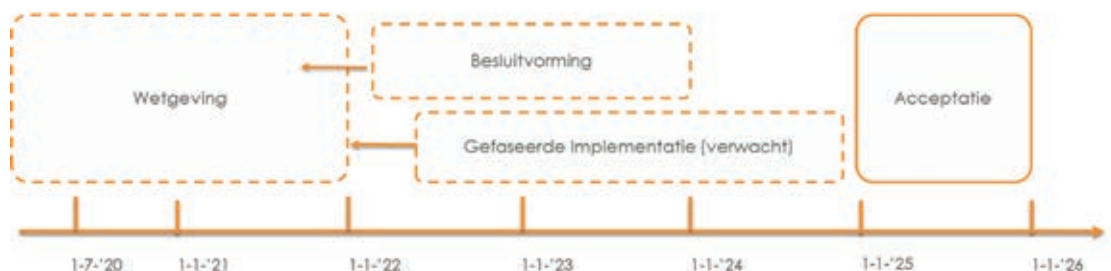 Besluitvorming
Wetgeving
Acceptatie
Gefaseerde Implementatie (verwacht)
1-7-'20
1-1-'21
1-1-'22
1-1-'23
1-1-'24
1-1-'25
1-1-'26